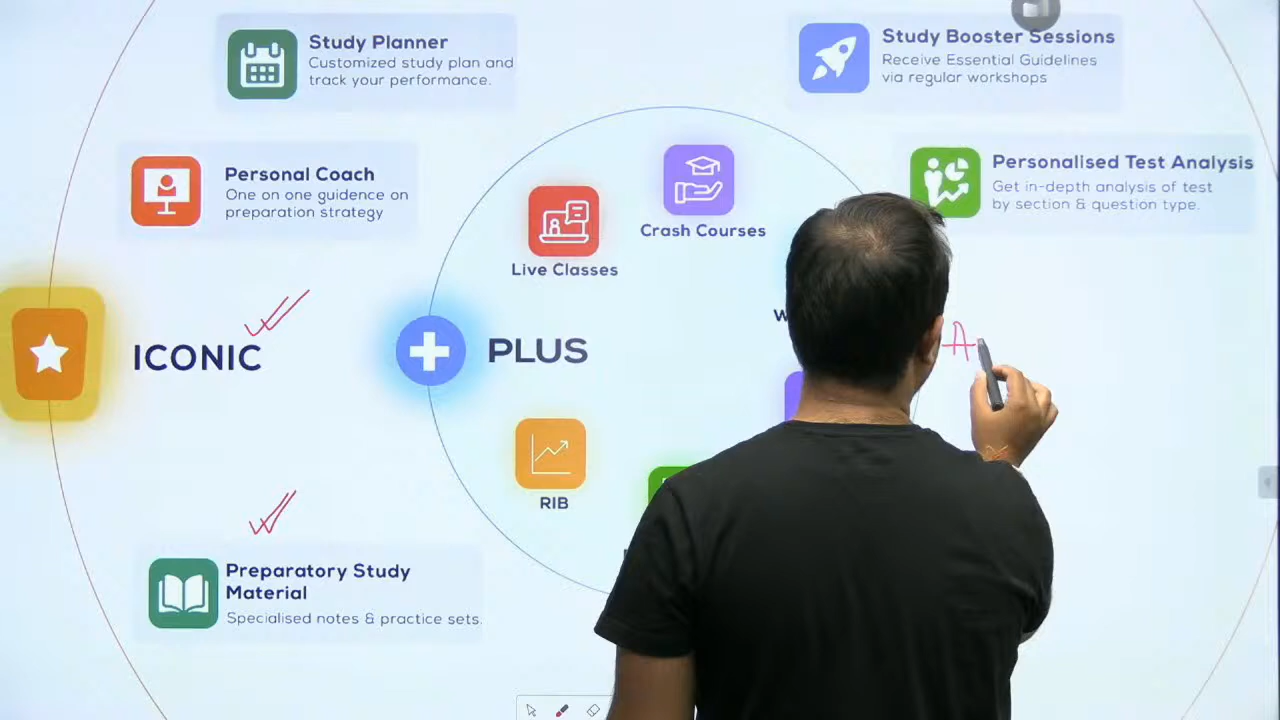 Study Planner
Customized study plan and
track your performance.
Study Booster Sessions
Receive Essential Guidelines
via regular workshops
Personal Coach
One on one guidance on
preparation strategy
Personalised Test Analysis
Get in-depth analysis of test
by section & question type.
Crash Courses
Live Classes
W
A
ICONIC
PLUS
RIB
Preparatory Study
Material
Specialised notes & practice sets.